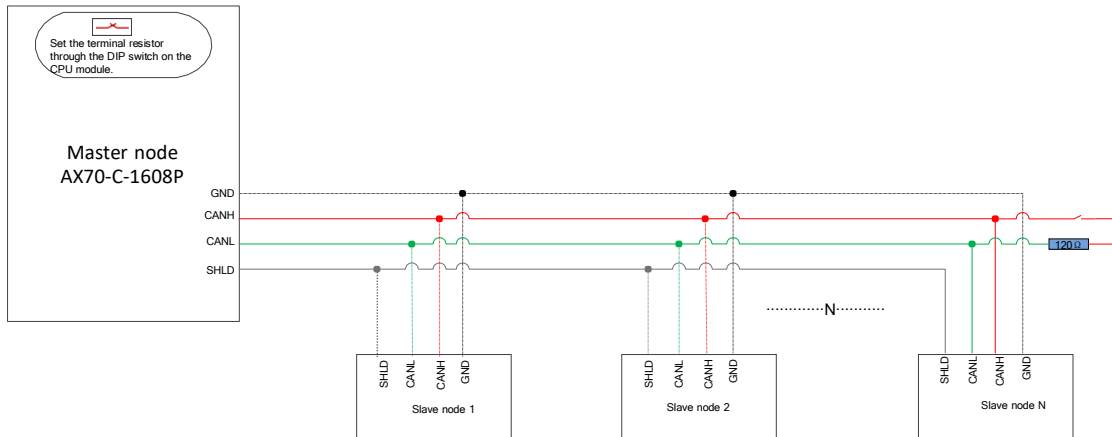 Set the terminal resistor
through the DIP switch on the
CPU module.
Master node
AX70-C-1608P
GND
CANH
CANL
SHLD
120Ω
N
SHLD
CANL
CANH
GND
Slave node 1
SHLD
CANL
CANH
GND
Slave node 2
SHLD
CANL
CANH
GND
Slave node N